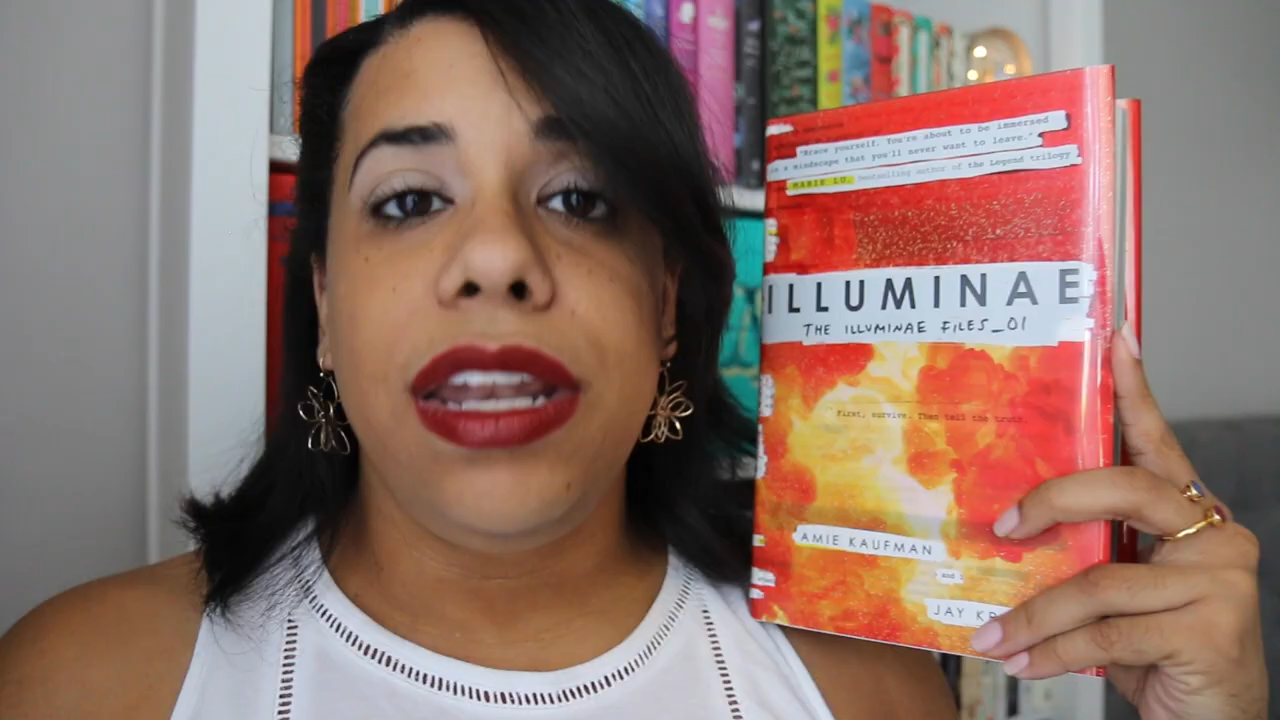 "Brace yourself. You're about to be immersed
in a mindscape that you'll never want to leave."
MARIE LU, bestselling author of the Legend trilogy
ILLUMINAE
THE ILLUMINAE FILES_01
First, survive. Then tell the truth.
AMIE KAUFMAN
and
JAY